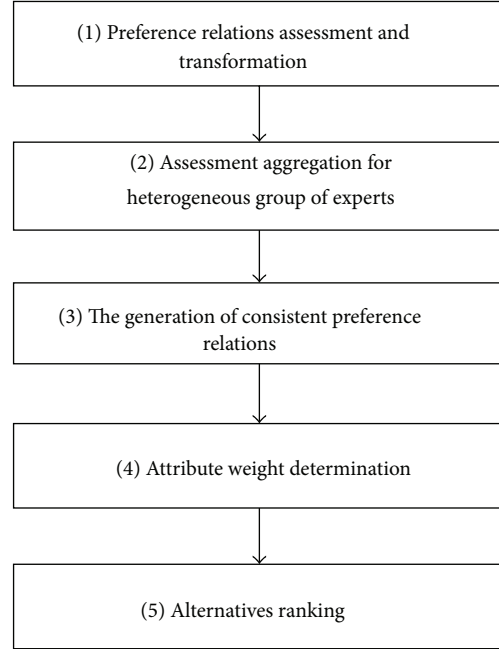 (1) Preference relations assessment and
transformation
(2) Assessment aggregation for
heterogeneous group of experts
(3) The generation of consistent preference
relations
(4) Attribute weight determination
(5) Alternatives ranking